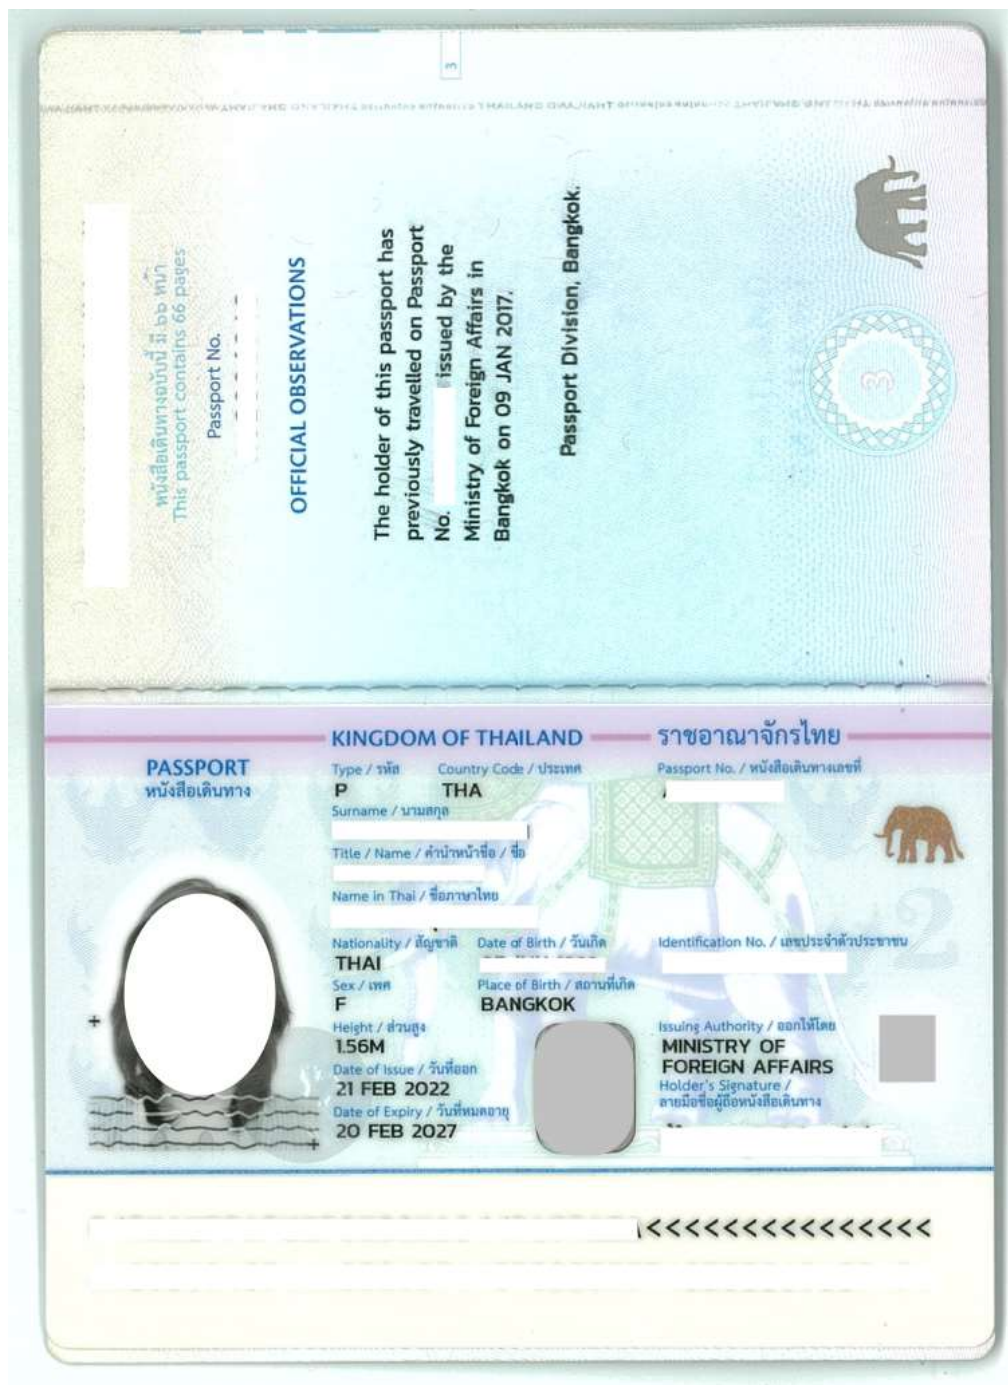 3
หนังสือเดินทางฉบับนี้ มี ๖๖ หน้า
This passport contains 66 pages
Passport No.
OFFICIAL OBSERVATIONS
The holder of this passport has
previously travelled on Passport
No. issued by the
Ministry of Foreign Affairs in
Bangkok on 09 JAN 2017.
Passport Division, Bangkok.
3
KINGDOM OF THAILAND
ราชอาณาจักรไทย
PASSPORT
หนังสือเดินทาง
Type / รหัส
Country Code / ประเทศ
Passport No. / หนังสือเดินทางเลขที่
P
THA
Surname / นามสกุล
Title / Name / คำนำหน้าชื่อ / ชื่อ
Name in Thai / ชื่อภาษาไทย
Nationality / สัญชาติ
Date of Birth / วันเกิด
Identification No. / เลขประจำตัวประชาชน
THAI
Sex / เพศ
Place of Birth / สถานที่เกิด
F
BANGKOK
Height / ส่วนสูง
Issuing Authority / ออกให้โดย
1.56M
MINISTRY OF
FOREIGN AFFAIRS
Date of Issue / วันที่ออก
21 FEB 2022
Holder's Signature /
ลายมือชื่อผู้ถือหนังสือเดินทาง
Date of Expiry / วันที่หมดอายุ
20 FEB 2027
2
<<<<<<<<<<<<<<<